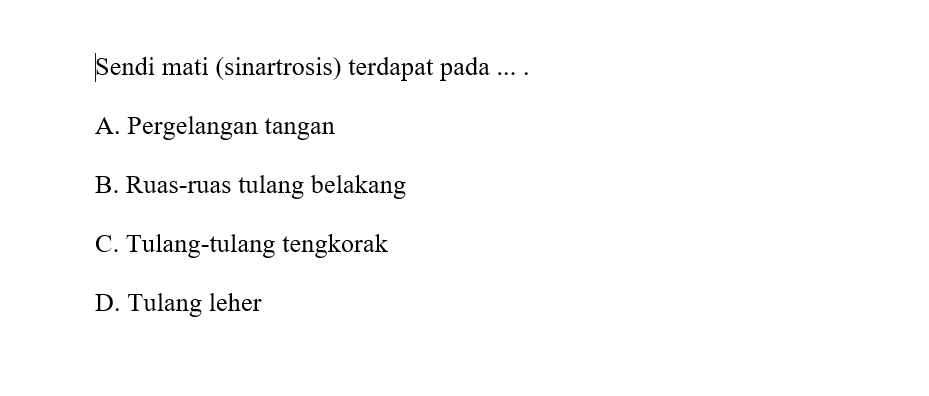 Sendi mati (sinartrosis) terdapat pada ... .
A. Pergelangan tangan
B. Ruas-ruas tulang belakang
C. Tulang-tulang tengkorak
D. Tulang leher